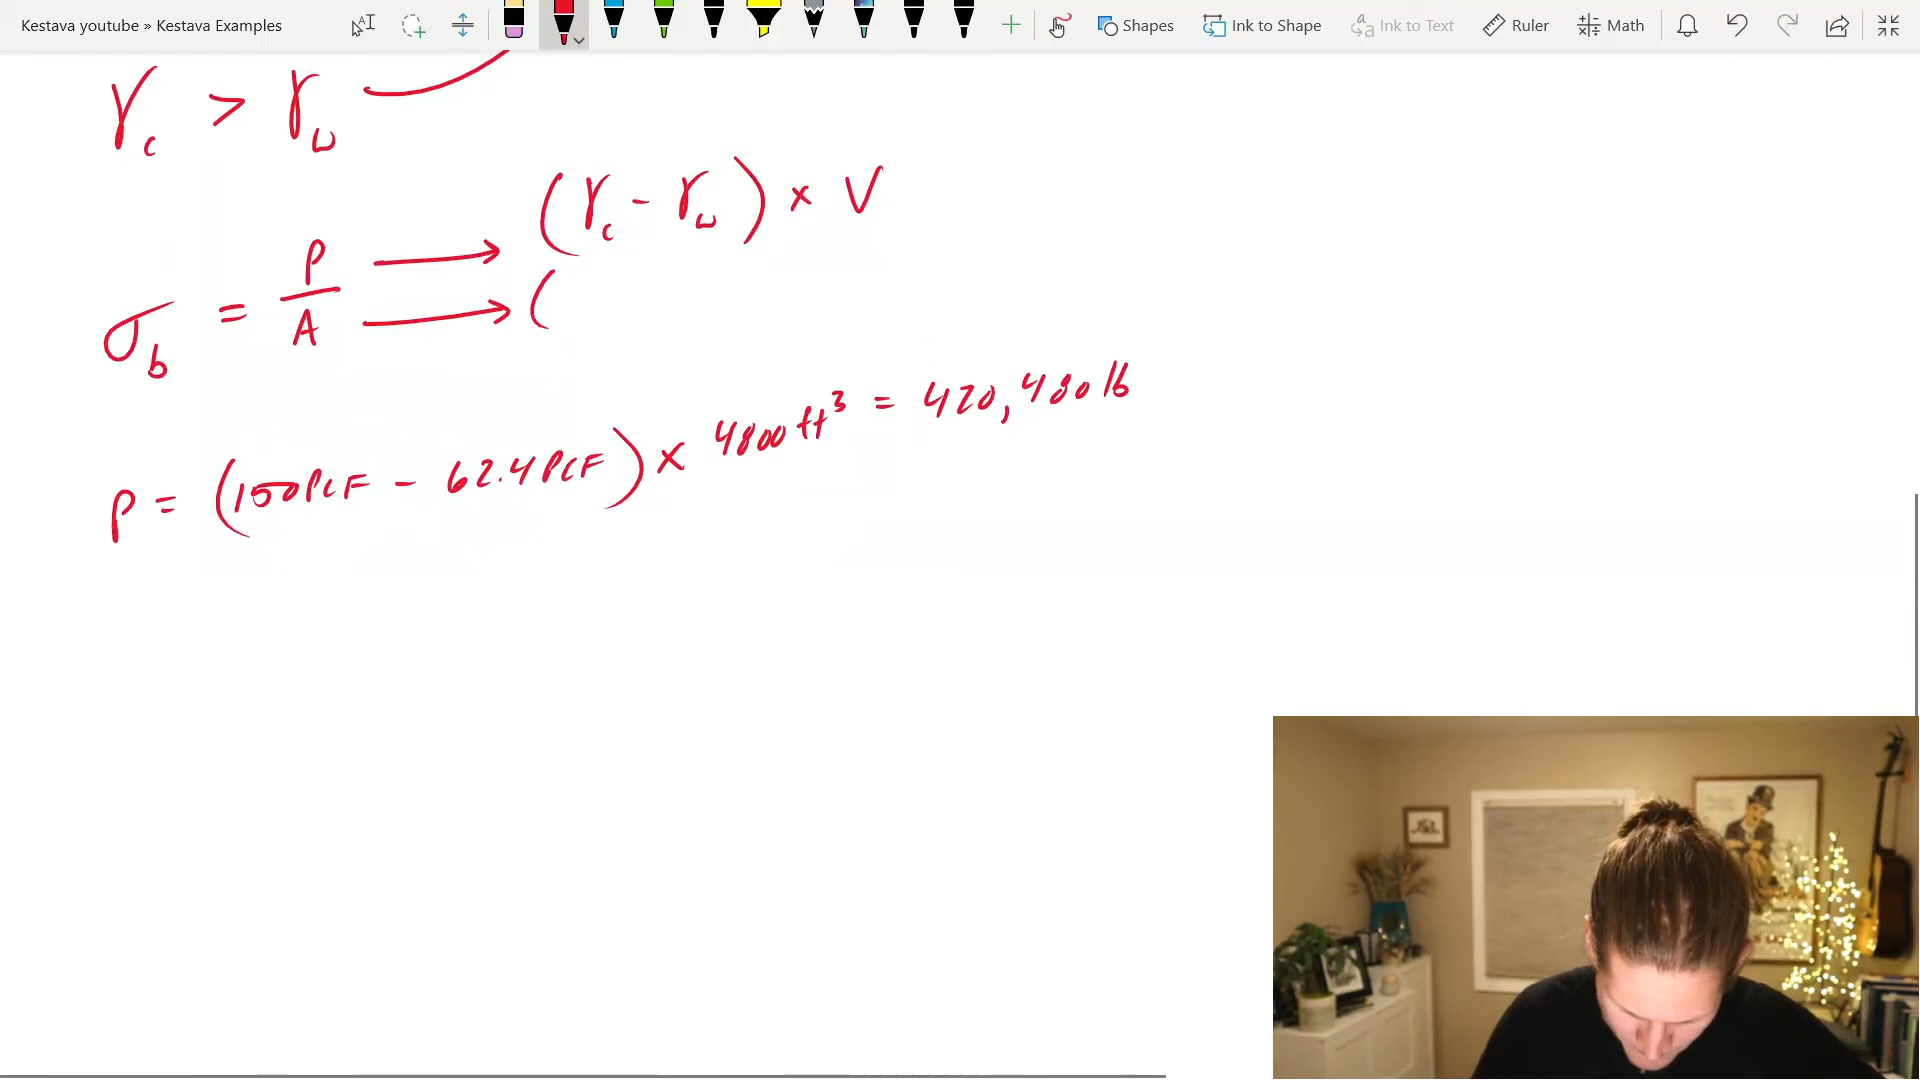 Kestava youtube » Kestava Examples
Shapes
Ink to Shape
Ink to Text
Ruler
Math
γc > γw
(γc - γw) × V
σb = P/A
(
P = (150PCF - 62.4PCF) × 4800ft³ = 420,480lb